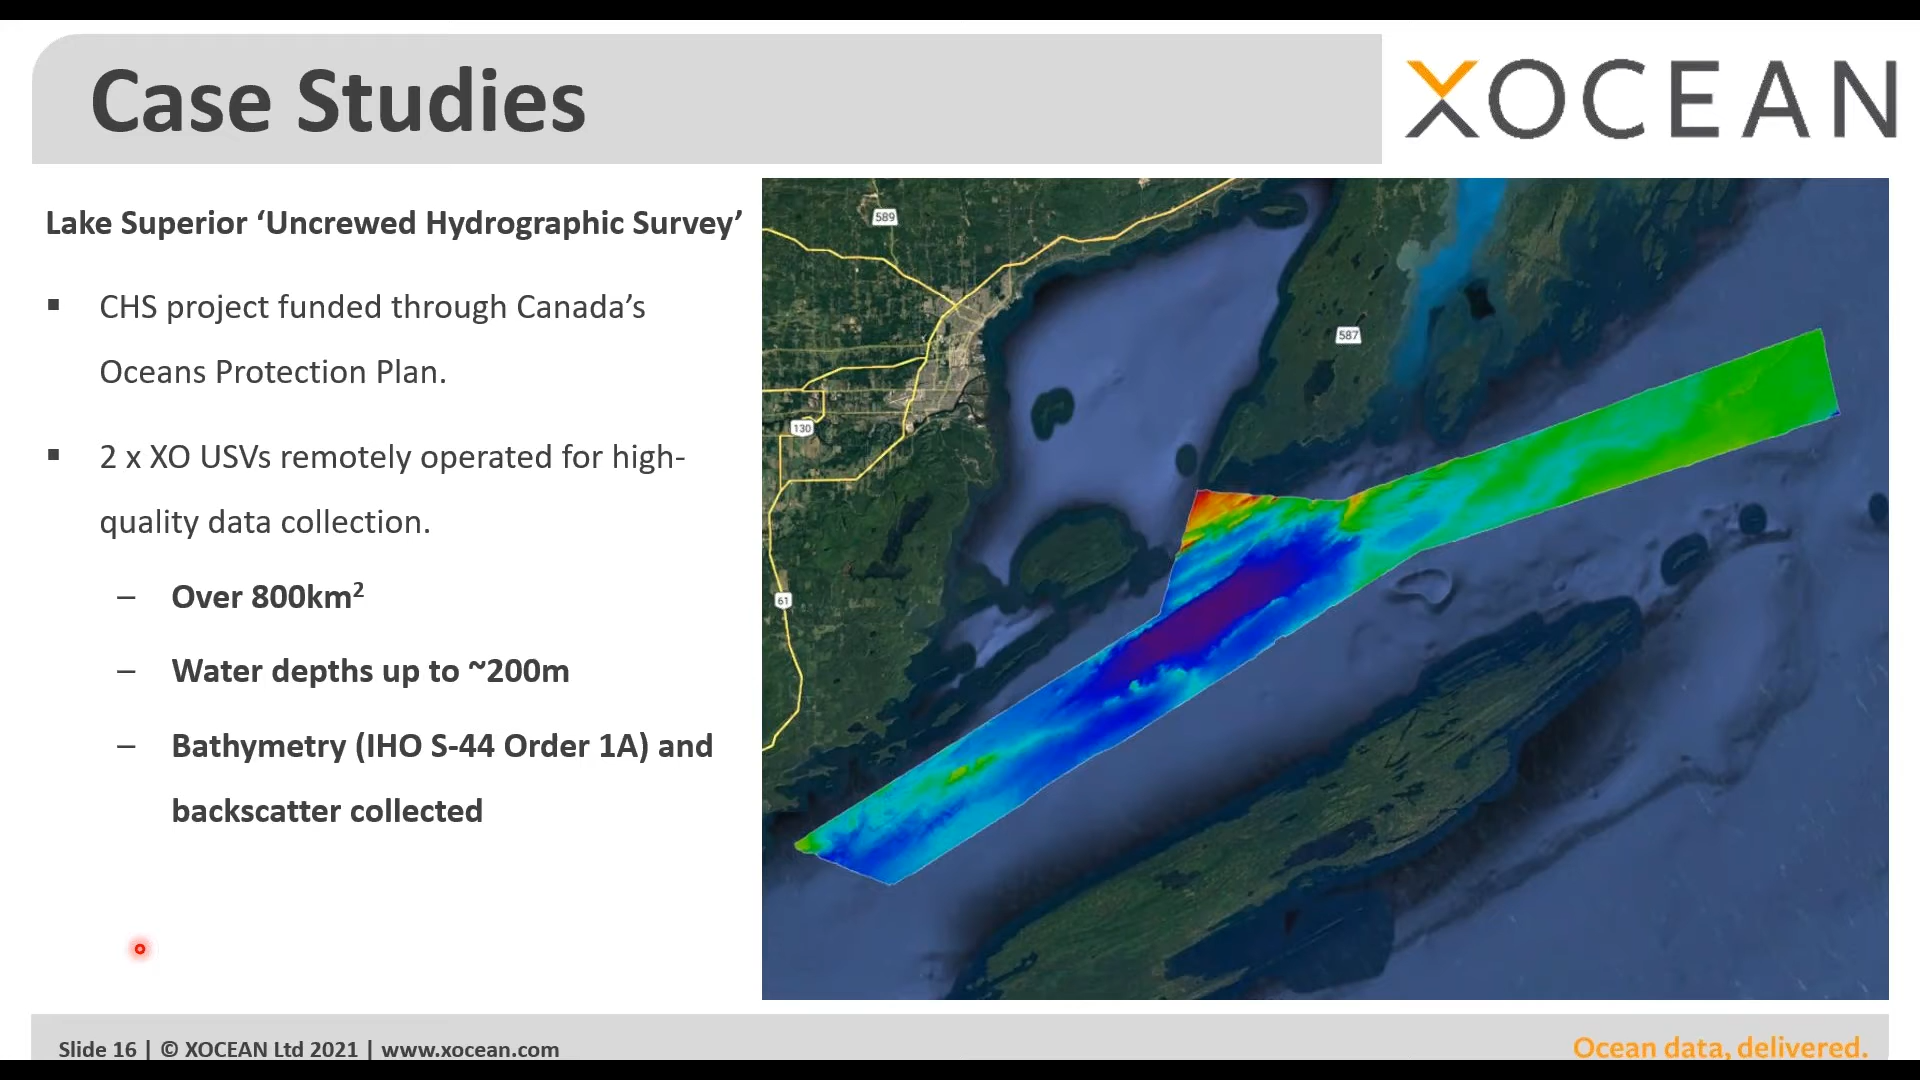 Case Studies
XOCEAN
Lake Superior ‘Uncrewed Hydrographic Survey’
▪ CHS project funded through Canada’s
Oceans Protection Plan.
▪ 2 x XO USVs remotely operated for high-
quality data collection.
– Over 800km²
– Water depths up to ~200m
– Bathymetry (IHO S-44 Order 1A) and
backscatter collected
589
587
130
61
Slide 16 | © XOCEAN Ltd 2021 | www.xocean.com
Ocean data, delivered.